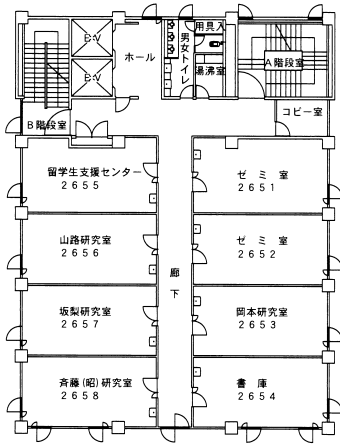 E.V
E.V
ホール
男女トイレ
用具入
湯沸室
A階段室
コピー室
B階段室
留学生支援センター
2655
ゼミ室
2651
山路研究室
2656
ゼミ室
2652
廊下
坂梨研究室
2657
岡本研究室
2653
斉藤(昭)研究室
2658
書庫
2654